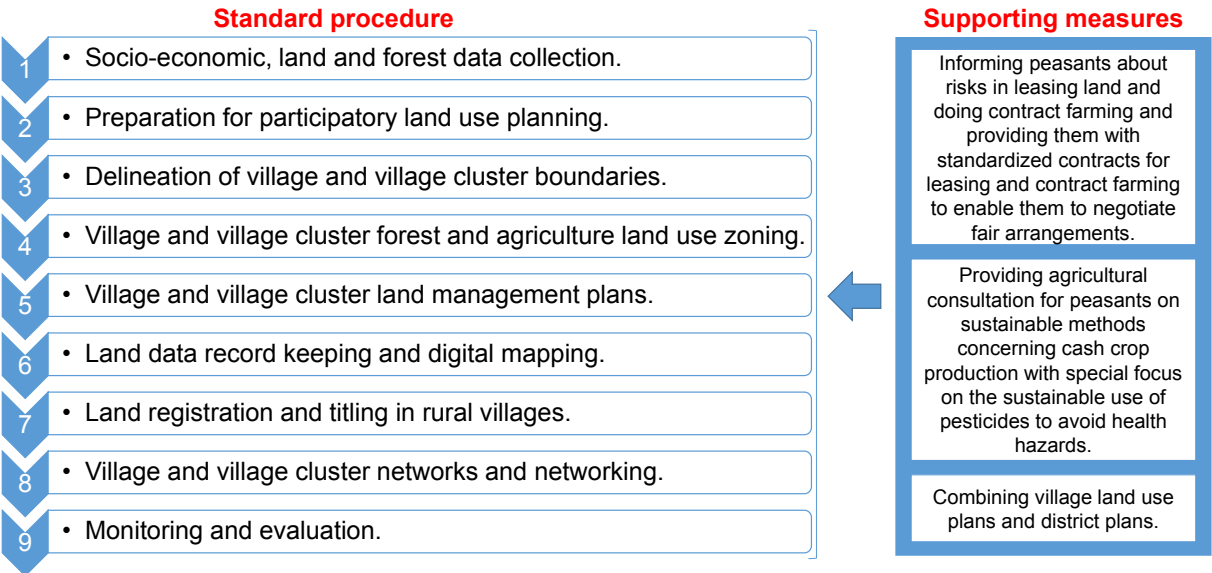 Standard procedure
1
• Socio-economic, land and forest data collection.
2
• Preparation for participatory land use planning.
3
• Delineation of village and village cluster boundaries.
4
• Village and village cluster forest and agriculture land use zoning.
5
• Village and village cluster land management plans.
6
• Land data record keeping and digital mapping.
7
• Land registration and titling in rural villages.
8
• Village and village cluster networks and networking.
9
• Monitoring and evaluation.
Supporting measures
Informing peasants about
risks in leasing land and
doing contract farming and
providing them with
standardized contracts for
leasing and contract farming
to enable them to negotiate
fair arrangements.
Providing agricultural
consultation for peasants on
sustainable methods
concerning cash crop
production with special focus
on the sustainable use of
pesticides to avoid health
hazards.
Combining village land use
plans and district plans.